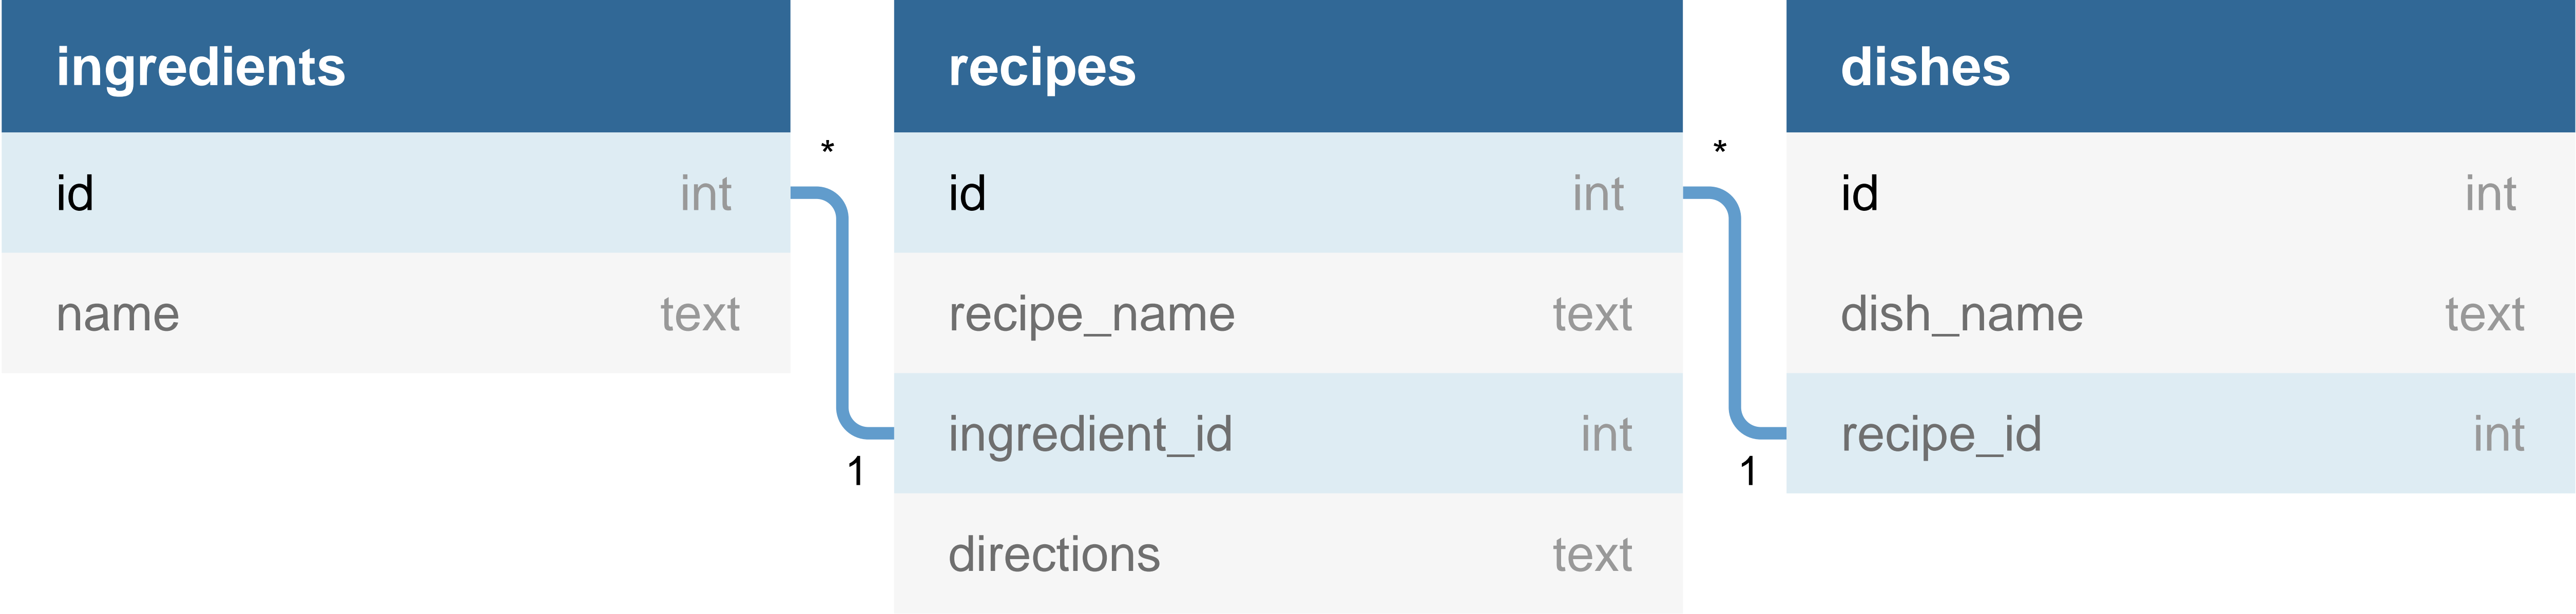 ingredients
id int
name text
*
1
recipes
id int
recipe_name text
ingredient_id int
directions text
*
1
dishes
id int
dish_name text
recipe_id int